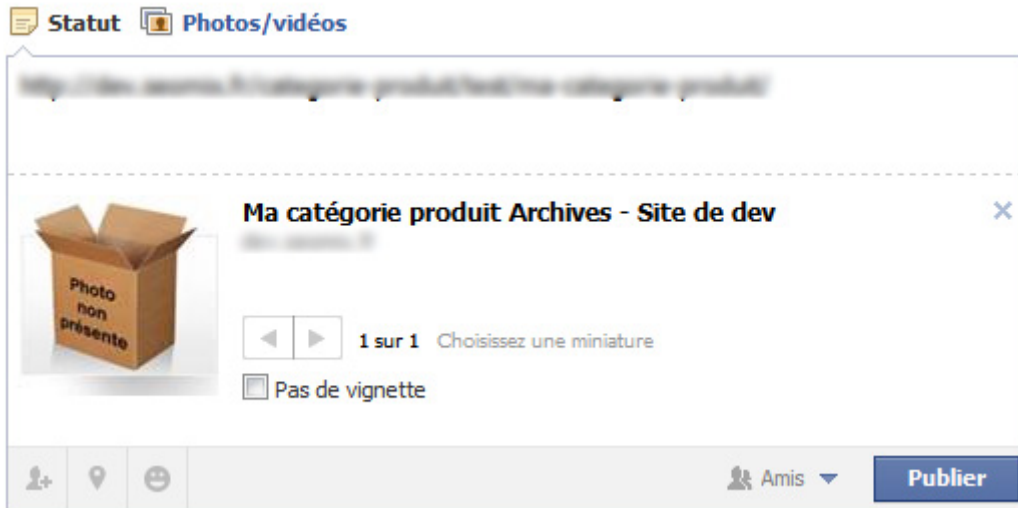 Statut Photos/vidéos
Ma catégorie produit Archives - Site de dev
Photo
non
présente
1 sur 1 Choisissez une miniature
Pas de vignette
Amis Publier